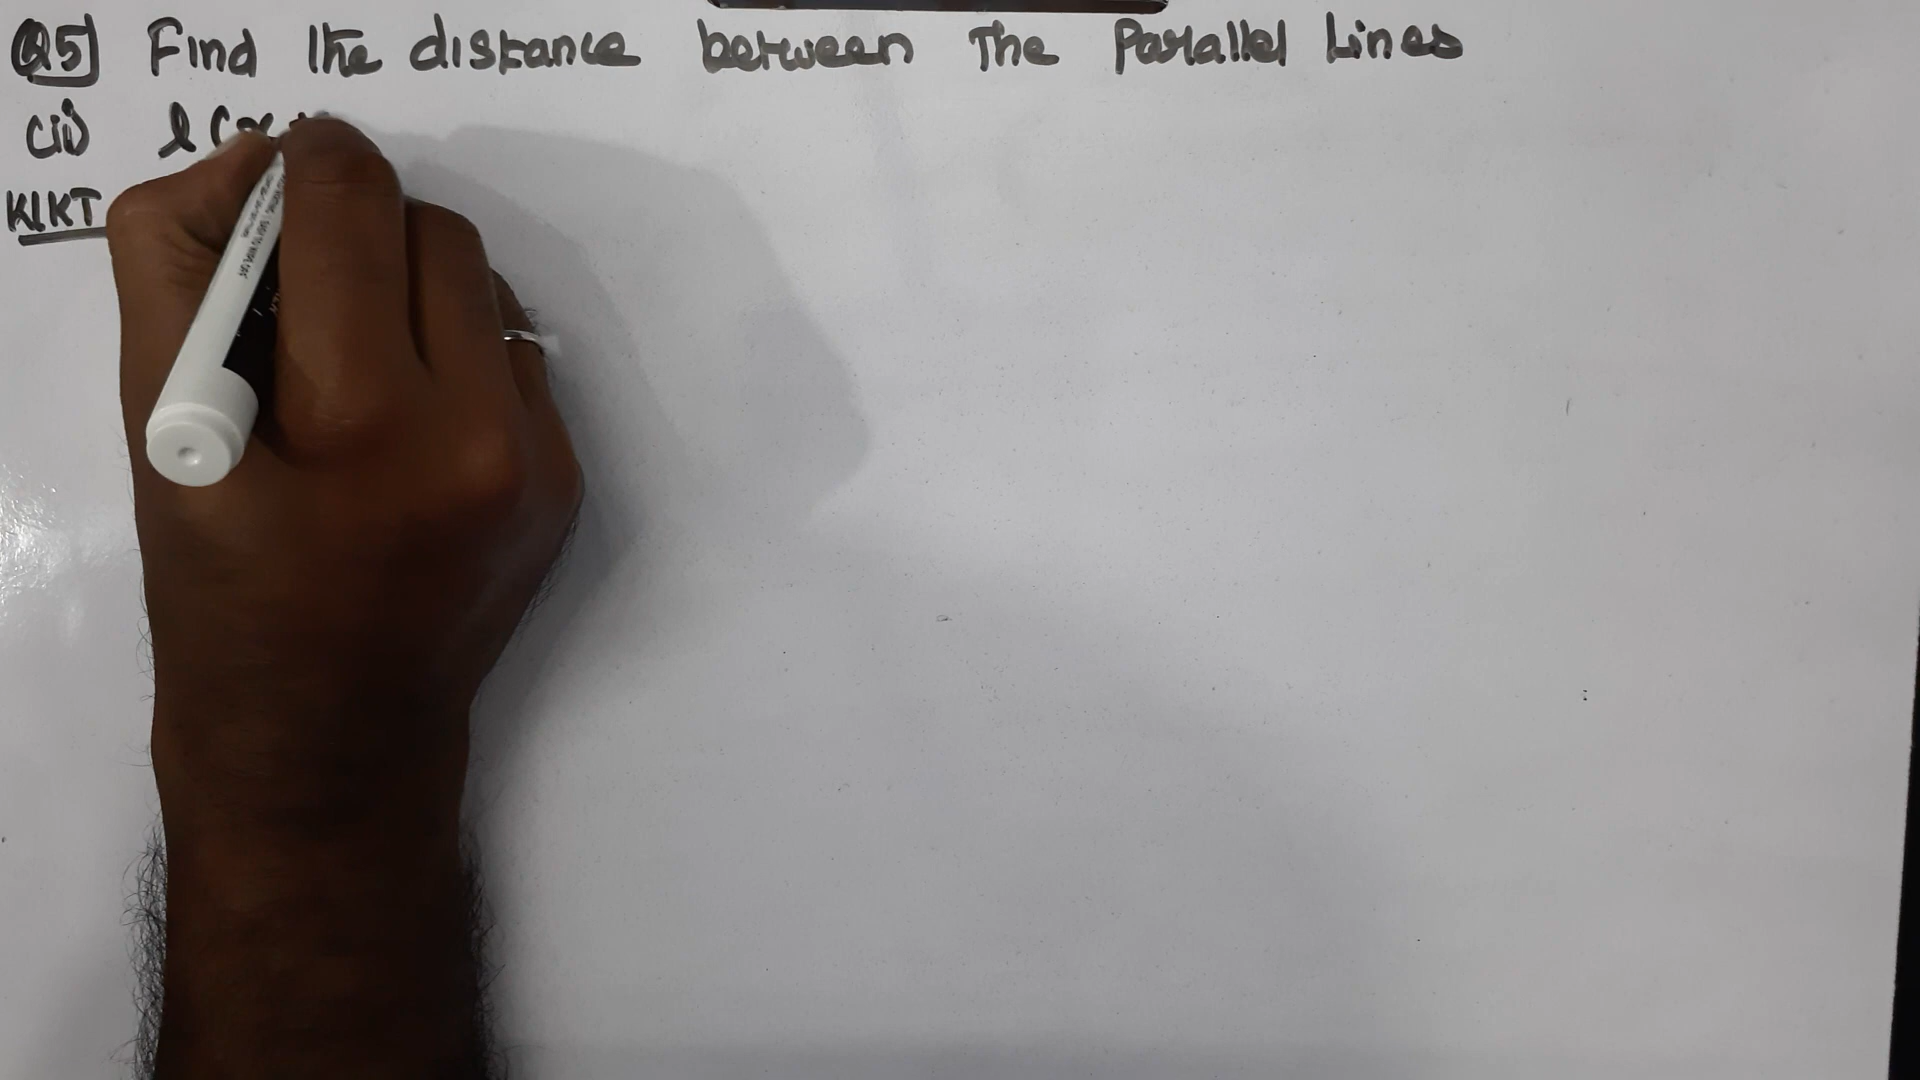 Q5] Find the distance between The Parallel Lines
(ii) l(x+
KLKT